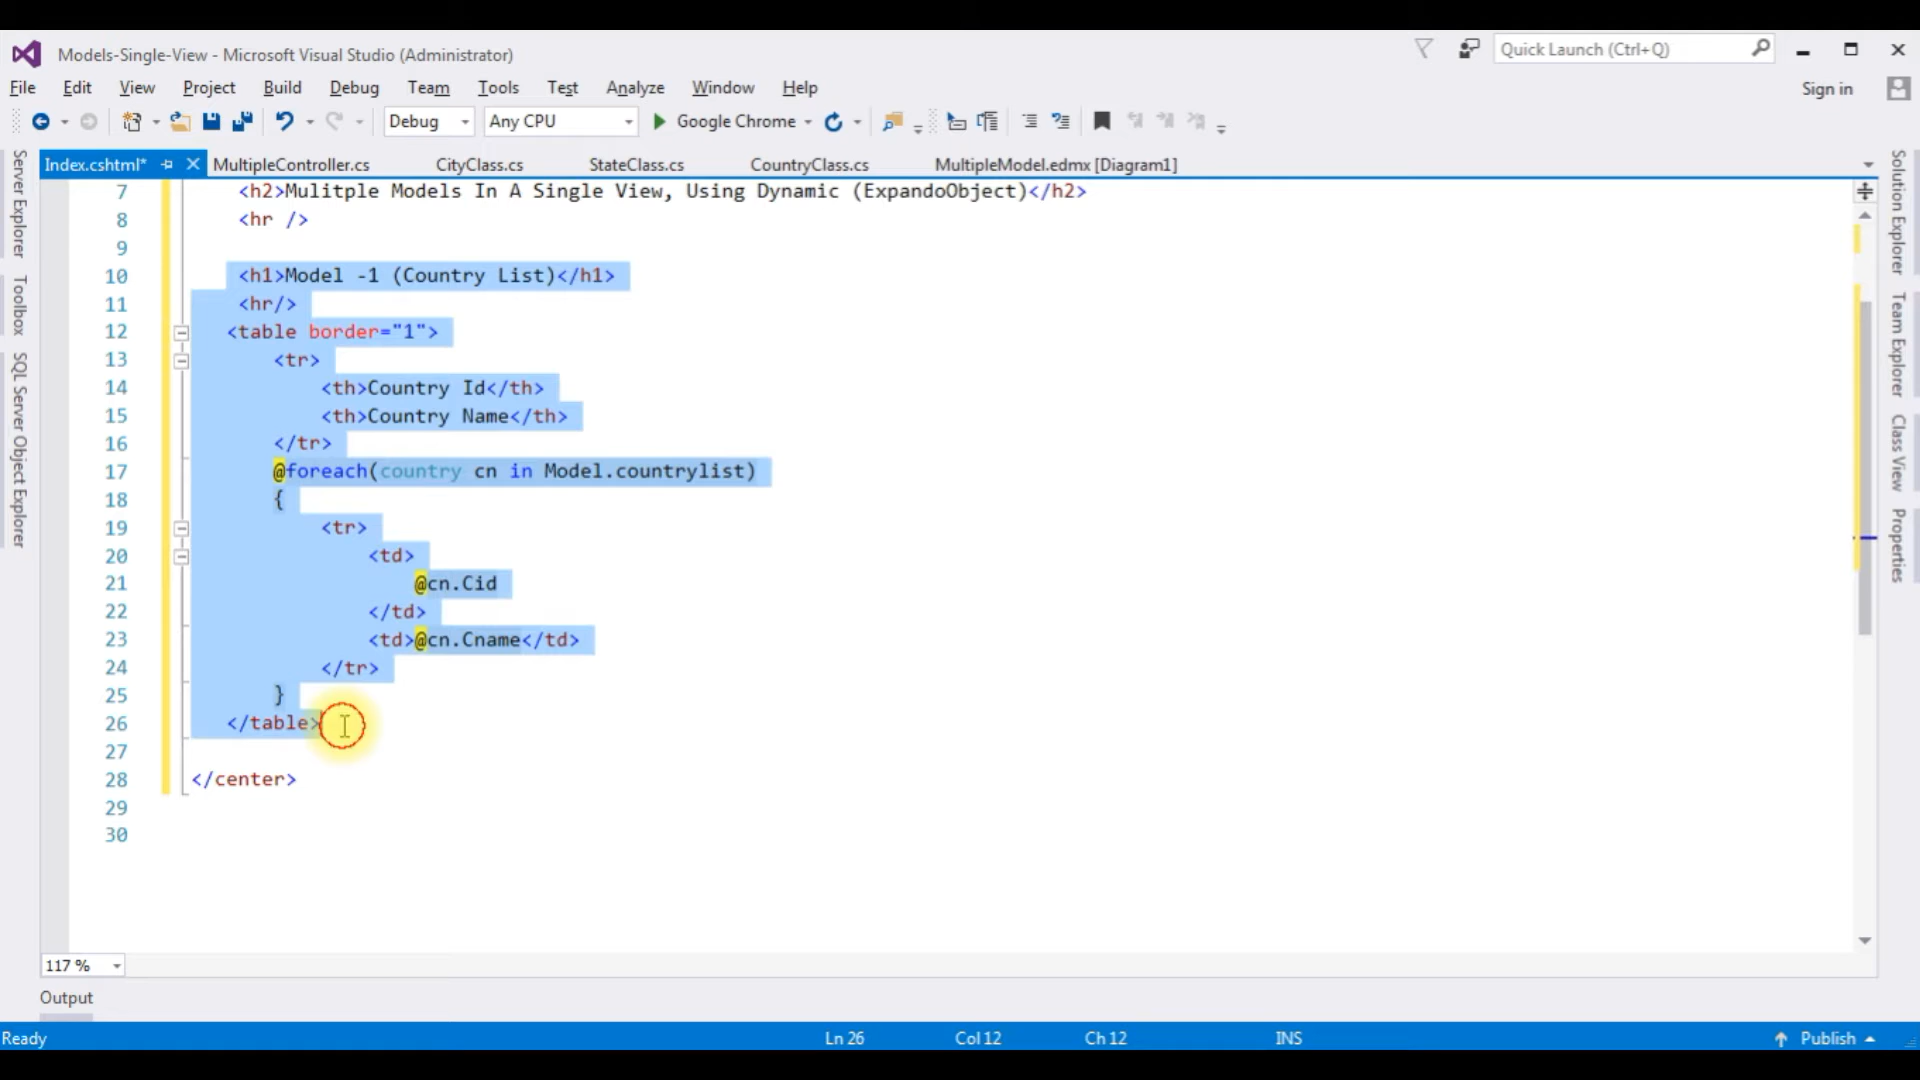 Models-Single-View - Microsoft Visual Studio (Administrator)
Quick Launch (Ctrl+Q)
File Edit View Project Build Debug Team Tools Test Analyze Window Help
Sign in
Debug Any CPU Google Chrome
Index.cshtml* MultipleController.cs CityClass.cs StateClass.cs CountryClass.cs MultipleModel.edmx [Diagram1]
Server Explorer
Toolbox
SQL Server Object Explorer
7 <h2>Mulitple Models In A Single View, Using Dynamic (ExpandoObject)</h2>
8 <hr />
9
10 <h1>Model -1 (Country List)</h1>
11 <hr/>
12 <table border="1">
13 <tr>
14 <th>Country Id</th>
15 <th>Country Name</th>
16 </tr>
17 @foreach(country cn in Model.countrylist)
18 {
19 <tr>
20 <td>
21 @cn.Cid
22 </td>
23 <td>@cn.Cname</td>
24 </tr>
25 }
26 </table>
27
28 </center>
29
30
Solution Explorer
Team Explorer
Class View
Properties
117 %
Output
Ready Ln 26 Col 12 Ch 12 INS Publish